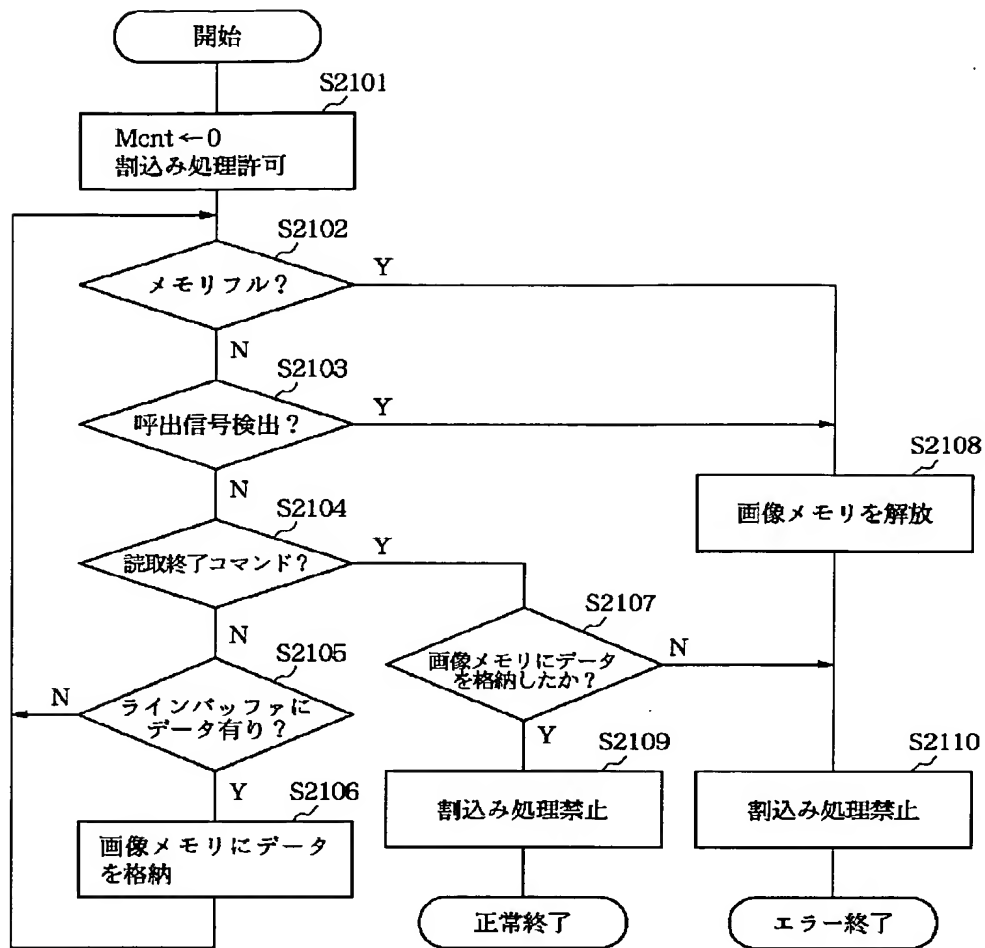 開始
S2101
Mcnt←0
割込み処理許可
S2102
メモリフル？
Y
N
S2103
呼出信号検出？
Y
N
S2104
読取終了コマンド？
Y
N
S2105
ラインバッファに
データ有り？
N
Y
S2106
画像メモリにデータ
を格納
S2107
画像メモリにデータ
を格納したか？
N
Y
S2108
画像メモリを解放
S2109
割込み処理禁止
正常終了
S2110
割込み処理禁止
エラー終了